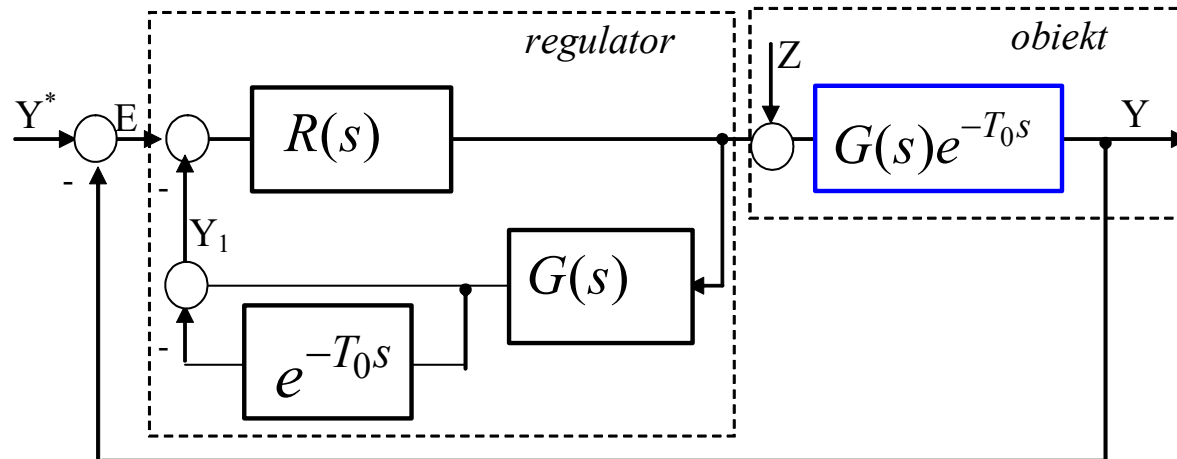 regulator
obiekt
Z
Y* E R(s) G(s)e^{-T_0 s} Y
-
-
Y_1
G(s)
-
e^{-T_0 s}